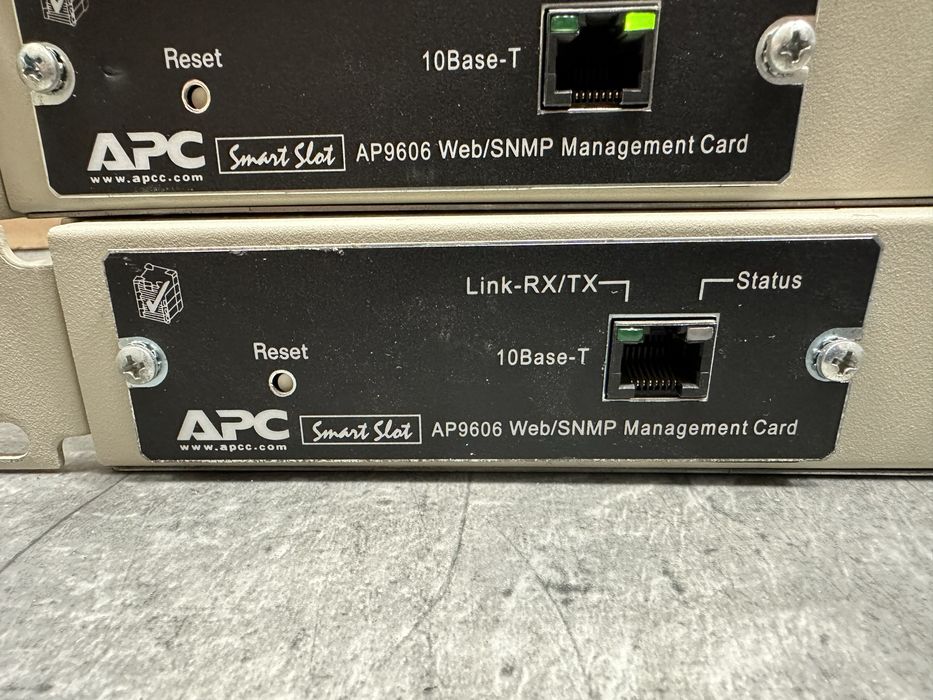 Reset
10Base-T
APC Smart Slot AP9606 Web/SNMP Management Card
www.apcc.com
Link-RX/TX Status
Reset
10Base-T
APC Smart Slot AP9606 Web/SNMP Management Card
www.apcc.com